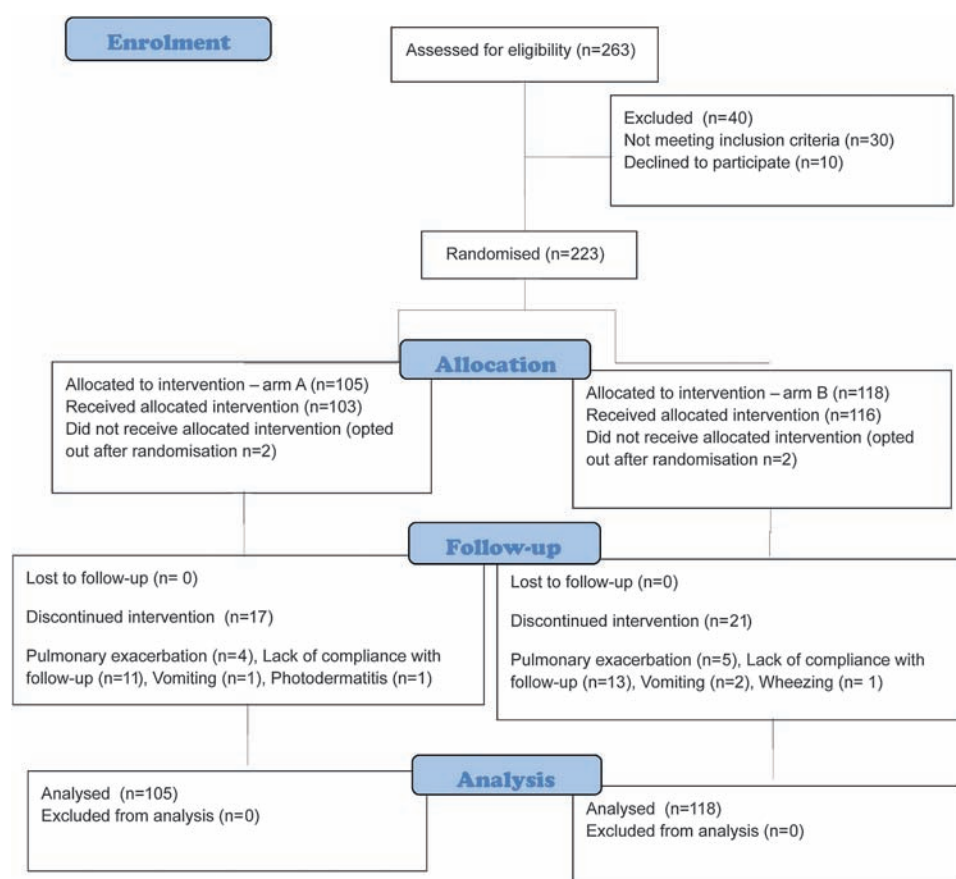 Enrolment
Assessed for eligibility (n=263)
Excluded  (n=40)
Not meeting inclusion criteria (n=30)
Declined to participate (n=10)
Randomised (n=223)
Allocation
Allocated to intervention – arm A (n=105)
Received allocated intervention (n=103)
Did not receive allocated intervention (opted
out after randomisation n=2)
Allocated to intervention – arm B (n=118)
Received allocated intervention (n=116)
Did not receive allocated intervention (opted
out after randomisation n=2)
Follow-up
Lost to follow-up (n= 0)
Discontinued intervention  (n=17)
Pulmonary exacerbation (n=4), Lack of compliance with
follow-up (n=11), Vomiting (n=1), Photodermatitis (n=1)
Lost to follow-up (n=0)
Discontinued intervention  (n=21)
Pulmonary exacerbation (n=5), Lack of compliance with
follow-up (n=13), Vomiting (n=2), Wheezing (n= 1)
Analysis
Analysed  (n=105)
Excluded from analysis (n=0)
Analysed  (n=118)
Excluded from analysis (n=0)